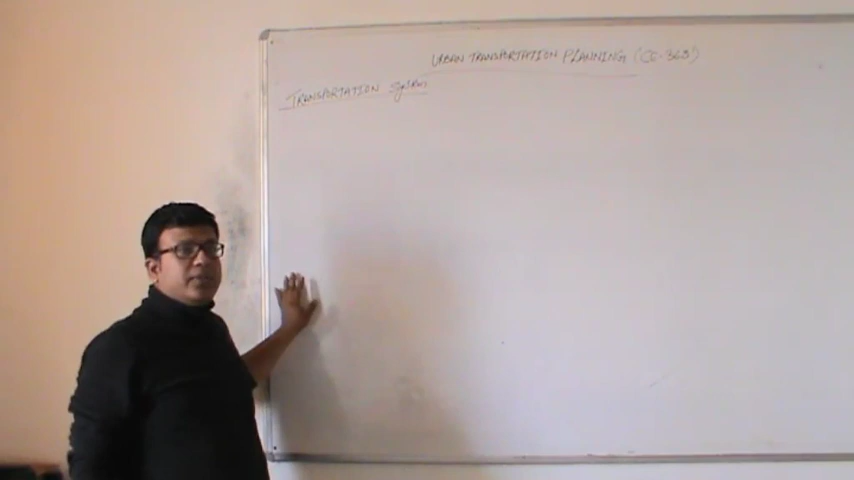 URBAN TRANSPORTATION PLANNING (CE-368)
TRANSPORTATION System